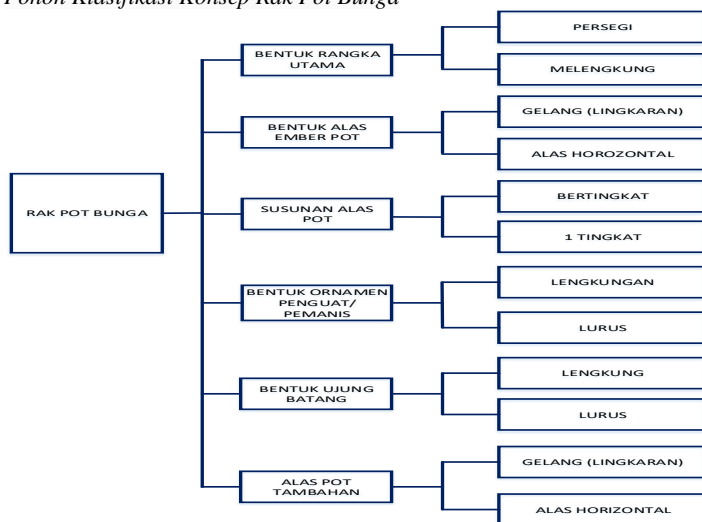 Pohon Klasifikasi Konsep Rak Pot Bunga
RAK POT BUNGA
BENTUK RANGKA
UTAMA
PERSEGI
MELENGKUNG
BENTUK ALAS
EMBER POT
GELANG (LINGKARAN)
ALAS HOROZONTAL
SUSUNAN ALAS
POT
BERTINGKAT
1 TINGKAT
BENTUK ORNAMEN
PENGUAT/
PEMANIS
LENGKUNGAN
LURUS
BENTUK UJUNG
BATANG
LENGKUNG
LURUS
ALAS POT
TAMBAHAN
GELANG (LINGKARAN)
ALAS HORIZONTAL